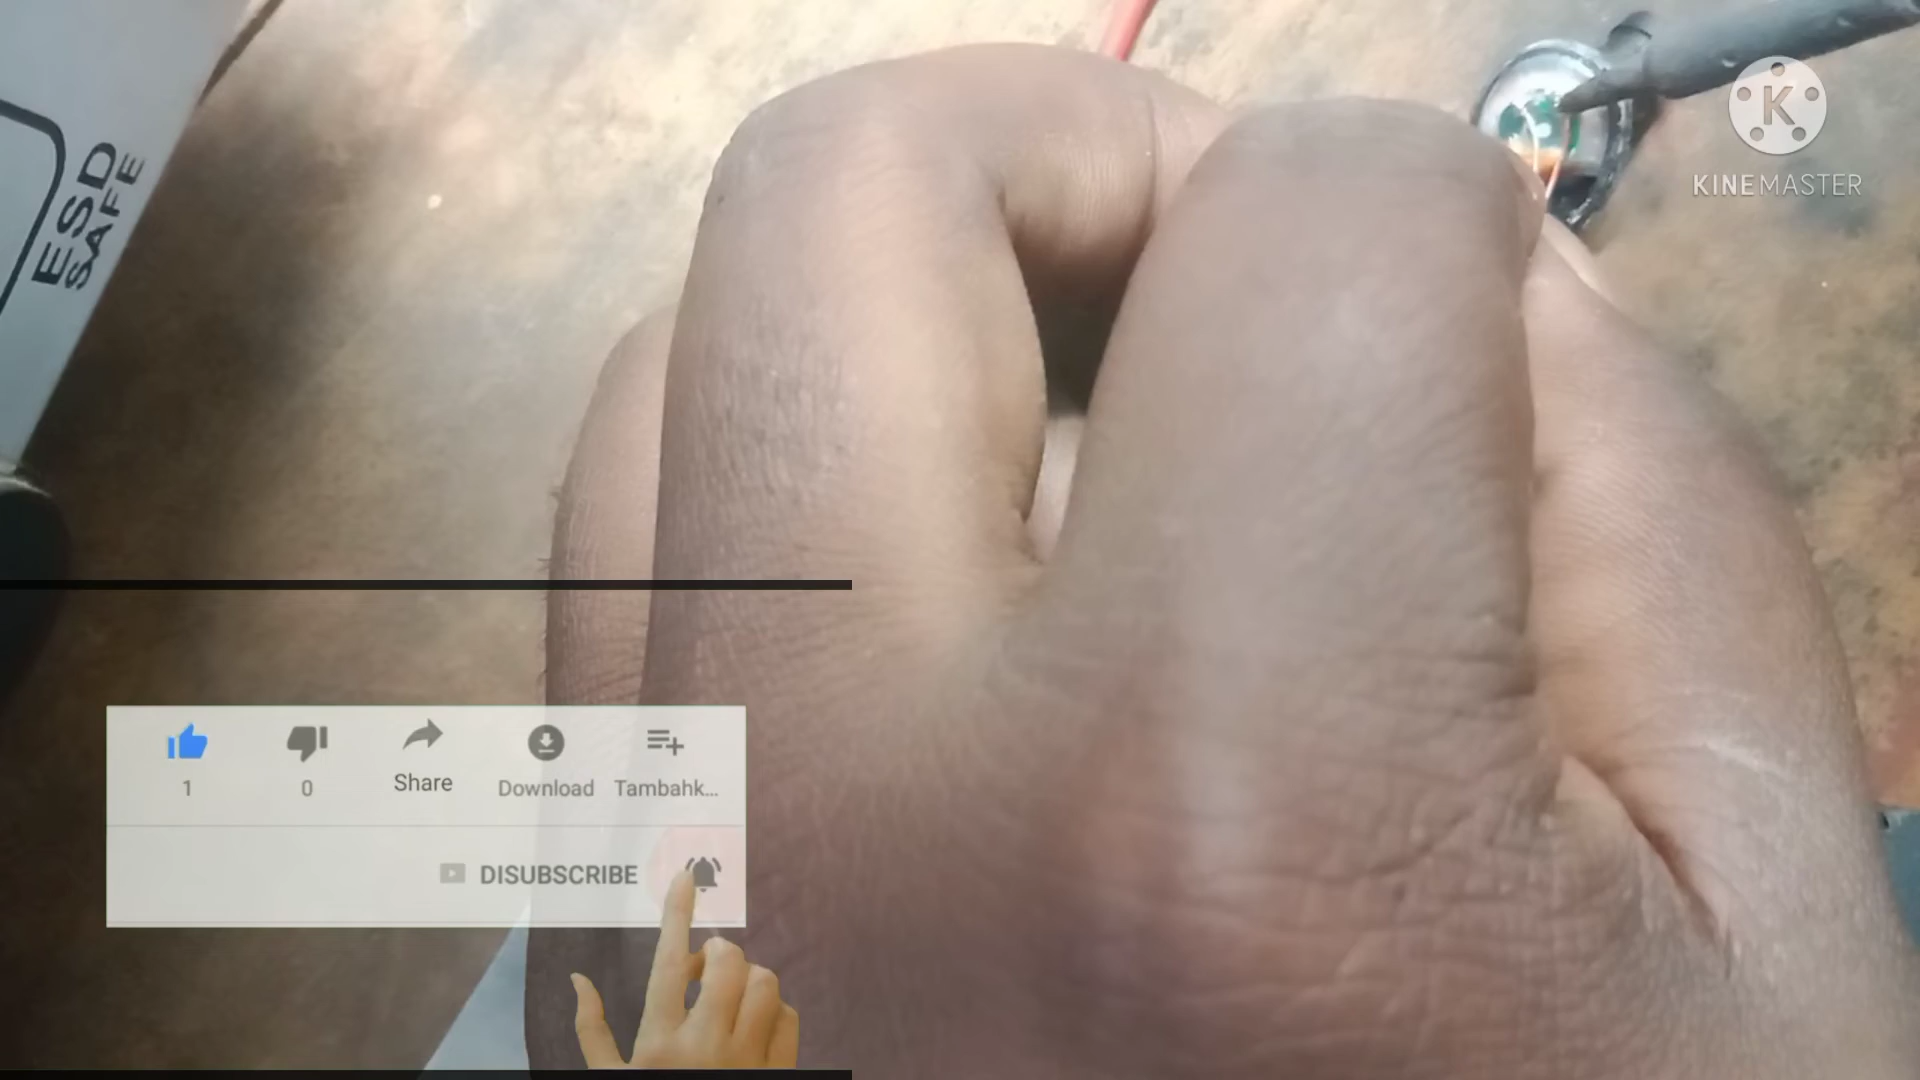 ESD
SAFE
KINEMASTER
1
0
Share
Download
Tambahk...
DISUBSCRIBE